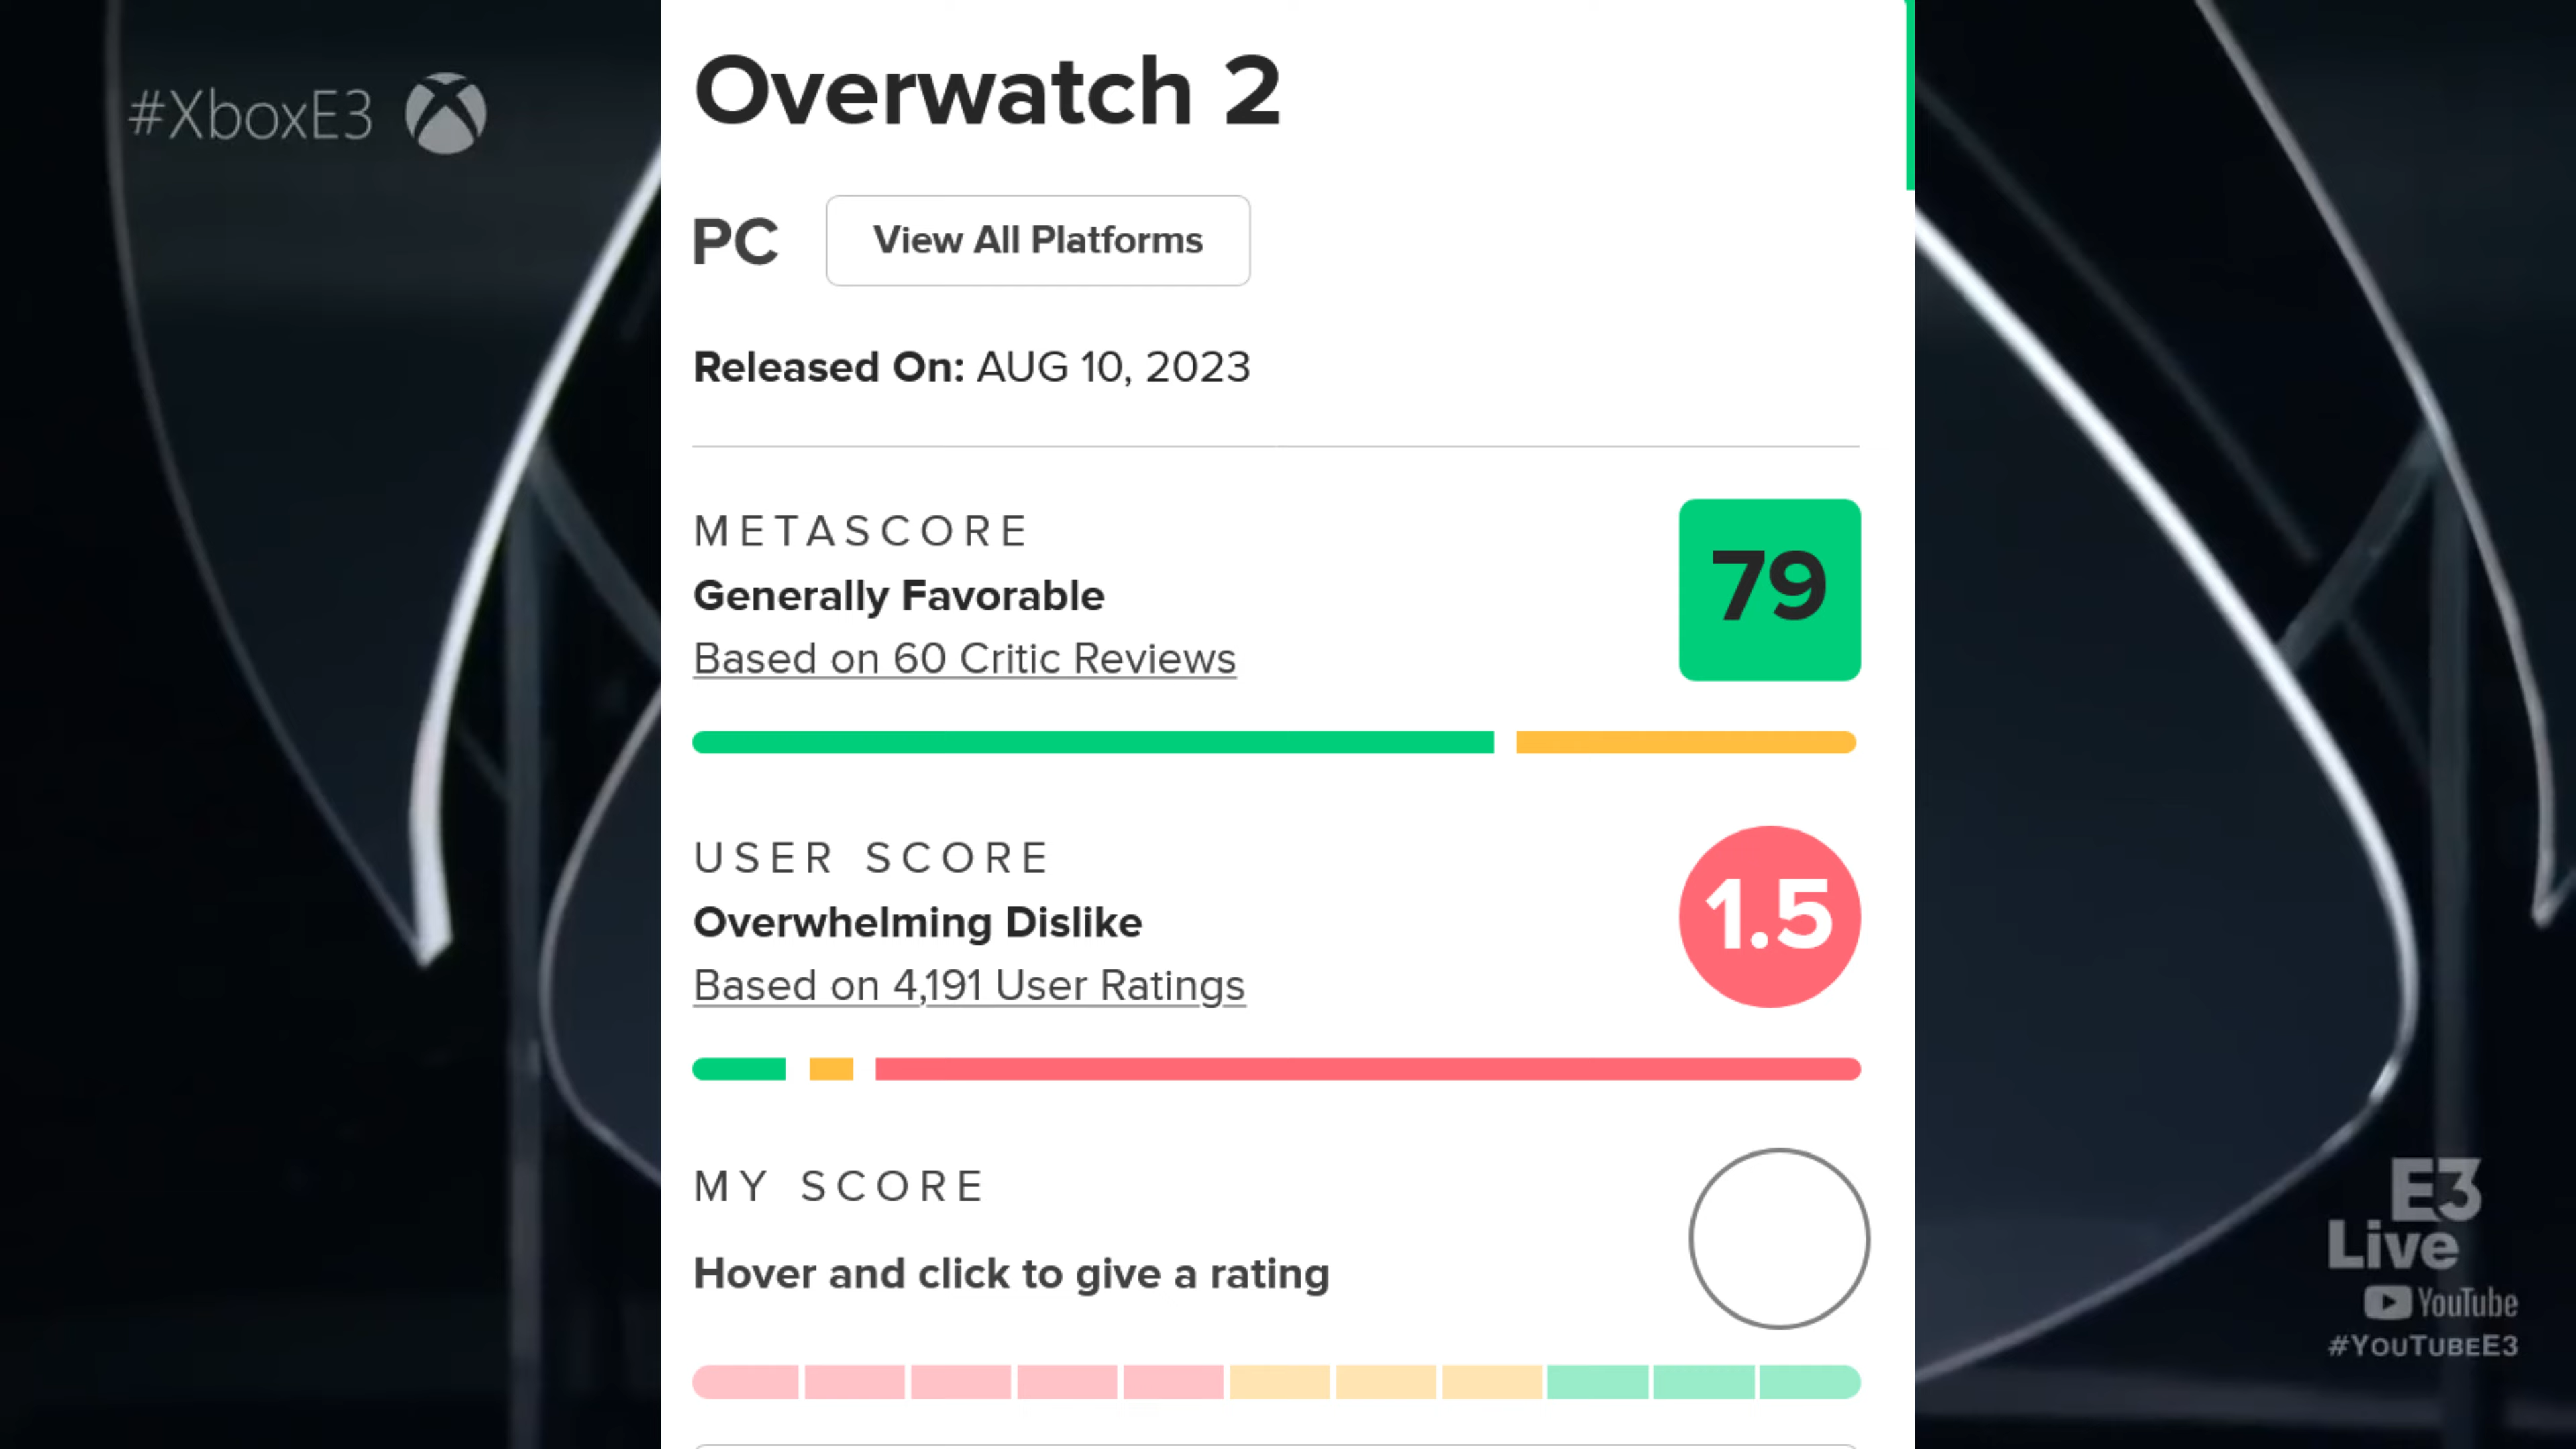 #XboxE3
Overwatch 2
PC
View All Platforms
Released On: AUG 10, 2023
METASCORE
Generally Favorable
Based on 60 Critic Reviews
79
USER SCORE
Overwhelming Dislike
Based on 4,191 User Ratings
1.5
MY SCORE
Hover and click to give a rating
E3
Live
YouTube
#YOUTUBEE3